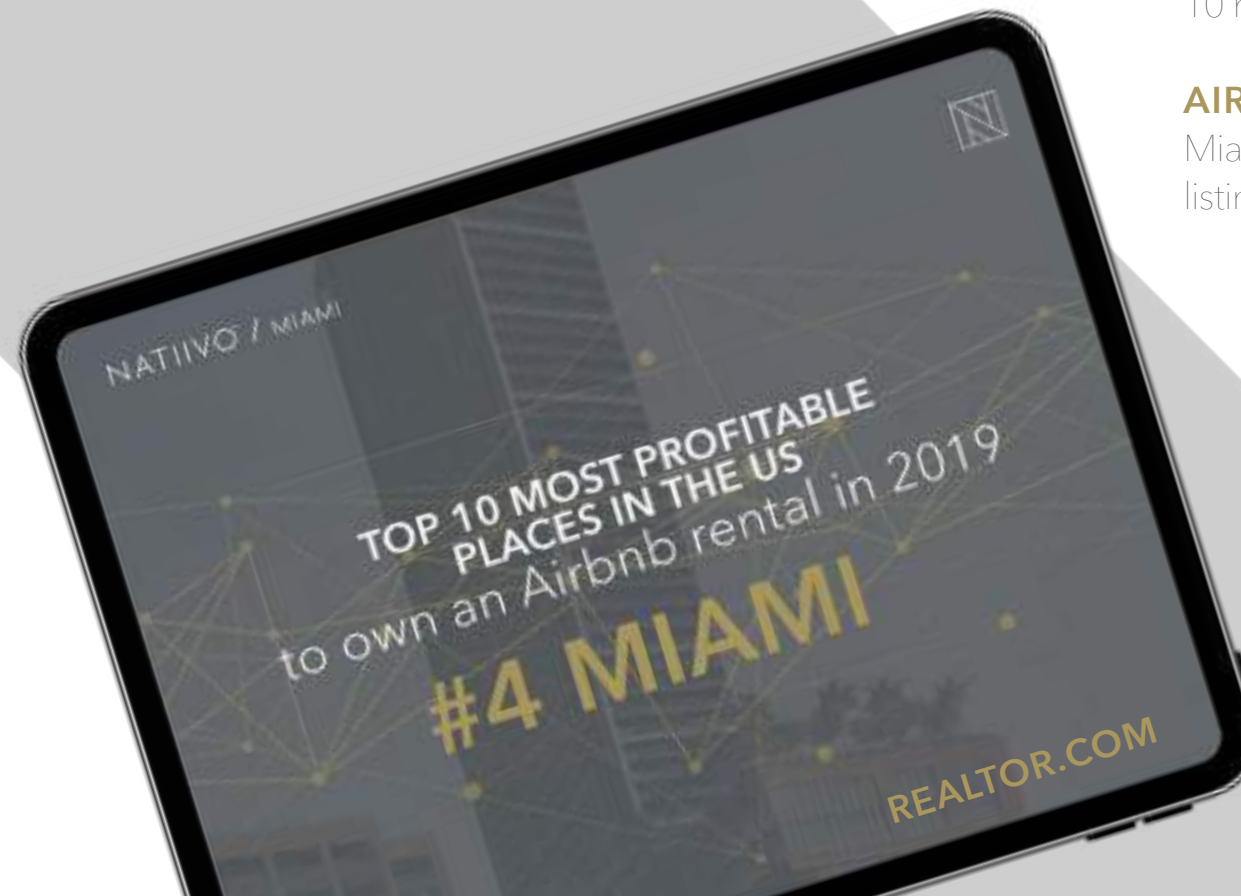 NATIIVO / MIAMI
TOP 10 MOST PROFITABLE
PLACES IN THE US
to own an Airbnb rental in 2019
#4 MIAMI
REALTOR.COM
10
AIR
Mia
listin